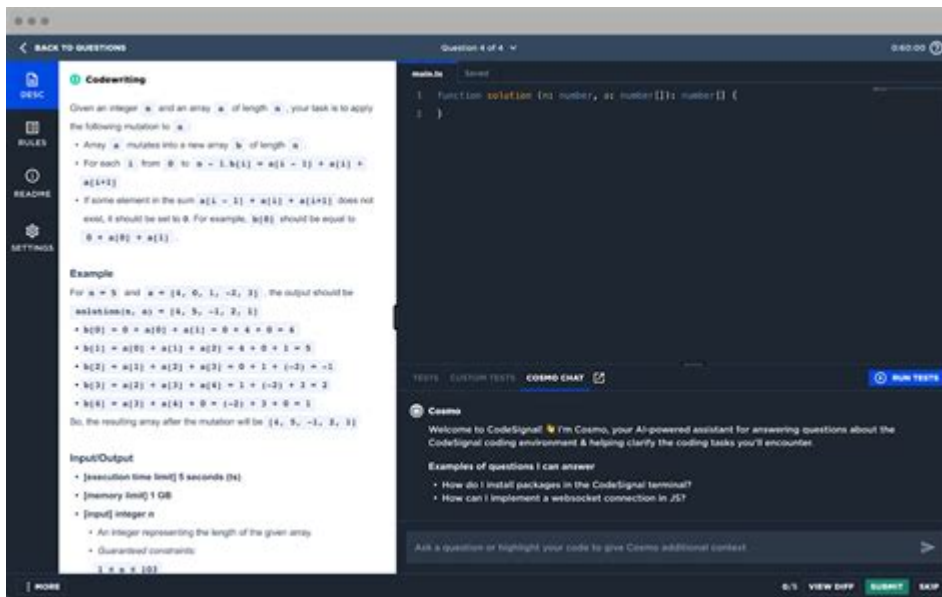 BACK TO QUESTIONS
Question 4 of 4
0:60:00
DESC
RULES
README
SETTINGS
Codewriting
Given an integer n and an array a of length n, your task is to apply
the following mutation to a:
• Array a mutates into a new array b of length n.
• For each i from 0 to n - 1, b[i] = a[i - 1] + a[i] +
a[i+1]
• If some element in the sum a[i - 1] + a[i] + a[i+1] does not
exist, it should be set to 0. For example, b[0] should be equal to
0 + a[0] + a[1].
Example
For n = 5 and a = [4, 0, 1, -2, 3], the output should be
solution(n, a) = [4, 5, -1, 2, 1]
• b[0] = 0 + a[0] + a[1] = 0 + 4 + 0 = 4
• b[1] = a[0] + a[1] + a[2] = 4 + 0 + 1 = 5
• b[2] = a[1] + a[2] + a[3] = 0 + 1 + (-2) = -1
• b[3] = a[2] + a[3] + a[4] = 1 + (-2) + 3 = 2
• b[4] = a[3] + a[4] + 0 = (-2) + 3 + 0 = 1
So, the resulting array after the mutation will be [4, 5, -1, 2, 1]
Input/Output
• [execution time limit] 5 seconds (ts)
• [memory limit] 1 GB
• [input] integer n
• An integer representing the length of the given array.
• Guaranteed constraints:
1 ≤ n ≤ 103
MORE
main.ts Saved
1 function solution (n: number, a: number[]): number[] {
2 }
TESTS CUSTOM TESTS COSMO CHAT
RUN TESTS
Cosmo
Welcome to CodeSignal! 👋 I'm Cosmo, your AI-powered assistant for answering questions about the
CodeSignal coding environment & helping clarify the coding tasks you'll encounter.
Examples of questions I can answer
• How do I install packages in the CodeSignal terminal?
• How can I implement a websocket connection in JS?
Ask a question or highlight your code to give Cosmo additional context
0/5 VIEW DIFF SUBMIT SKIP